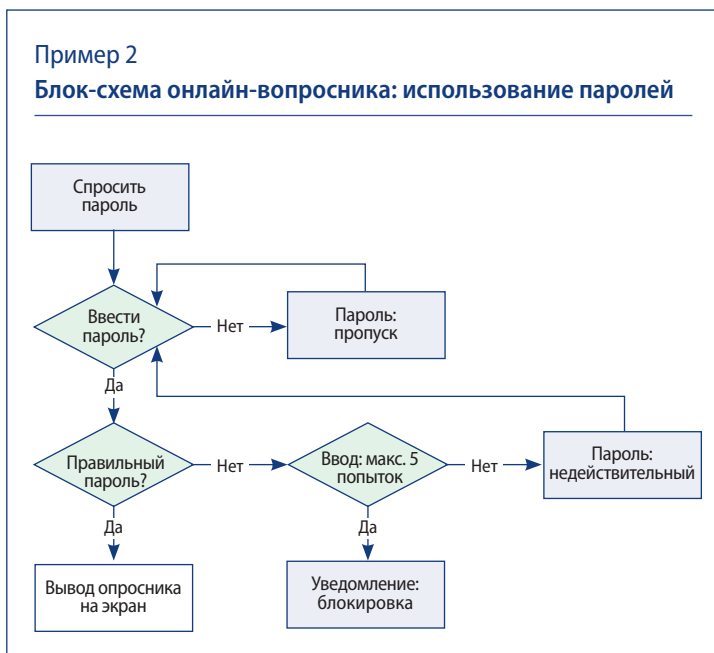 Пример 2
Блок-схема онлайн-вопросника: использование паролей
Спросить
пароль
Ввести
пароль?
Нет
Пароль:
пропуск
Да
Правильный
пароль?
Нет
Ввод: макс. 5
попыток
Нет
Пароль:
недействительный
Да
Да
Вывод опросника
на экран
Уведомление:
блокировка